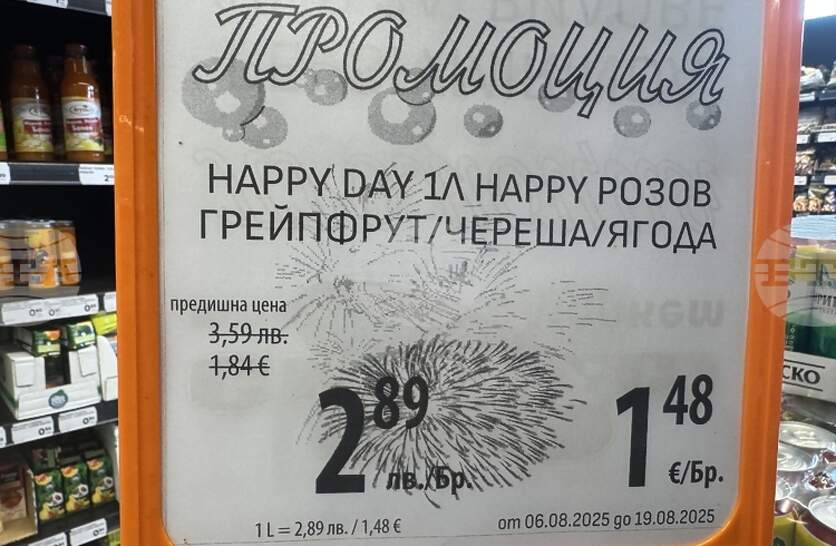 ПРОМОЦИЯ
HAPPY DAY 1Л HAPPY РОЗОВ
ГРЕЙПФРУТ/ЧЕРЕША/ЯГОДА
предишна цена
3,59 лв.
1,84 €
2 89 лв./Бр.
1 48 €/Бр.
1 L = 2,89 лв. / 1,48 €
от 06.08.2025 до 19.08.2025
СКО